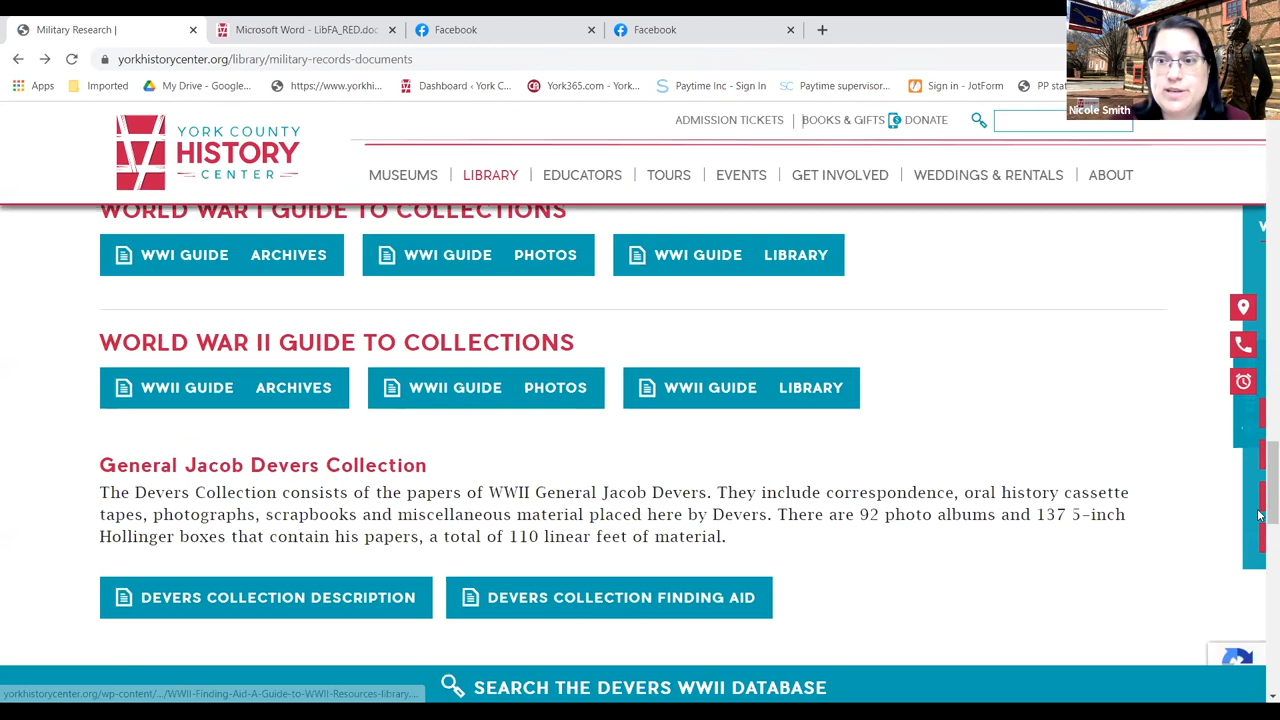 Military Research |
Microsoft Word - LibFA_RED.doc
Facebook
Facebook
yorkhistorycenter.org/library/military-records-documents
Apps
Imported
My Drive - Google...
https://www.yorkhi...
Dashboard ‹ York C...
York365.com - York...
Paytime Inc - Sign In
Paytime supervisor...
Sign in - JotForm
PP sta
Nicole Smith
YORK COUNTY
HISTORY
CENTER
ADMISSION TICKETS
BOOKS & GIFTS
DONATE
MUSEUMS
LIBRARY
EDUCATORS
TOURS
EVENTS
GET INVOLVED
WEDDINGS & RENTALS
ABOUT
WORLD WAR I GUIDE TO COLLECTIONS
WWI GUIDE ARCHIVES
WWI GUIDE PHOTOS
WWI GUIDE LIBRARY
WORLD WAR II GUIDE TO COLLECTIONS
WWII GUIDE ARCHIVES
WWII GUIDE PHOTOS
WWII GUIDE LIBRARY
General Jacob Devers Collection
The Devers Collection consists of the papers of WWII General Jacob Devers. They include correspondence, oral history cassette
tapes, photographs, scrapbooks and miscellaneous material placed here by Devers. There are 92 photo albums and 137 5-inch
Hollinger boxes that contain his papers, a total of 110 linear feet of material.
DEVERS COLLECTION DESCRIPTION
DEVERS COLLECTION FINDING AID
SEARCH THE DEVERS WWII DATABASE
yorkhistorycenter.org/wp-content/.../WWII-Finding-Aid-A-Guide-to-WWII-Resources-library....